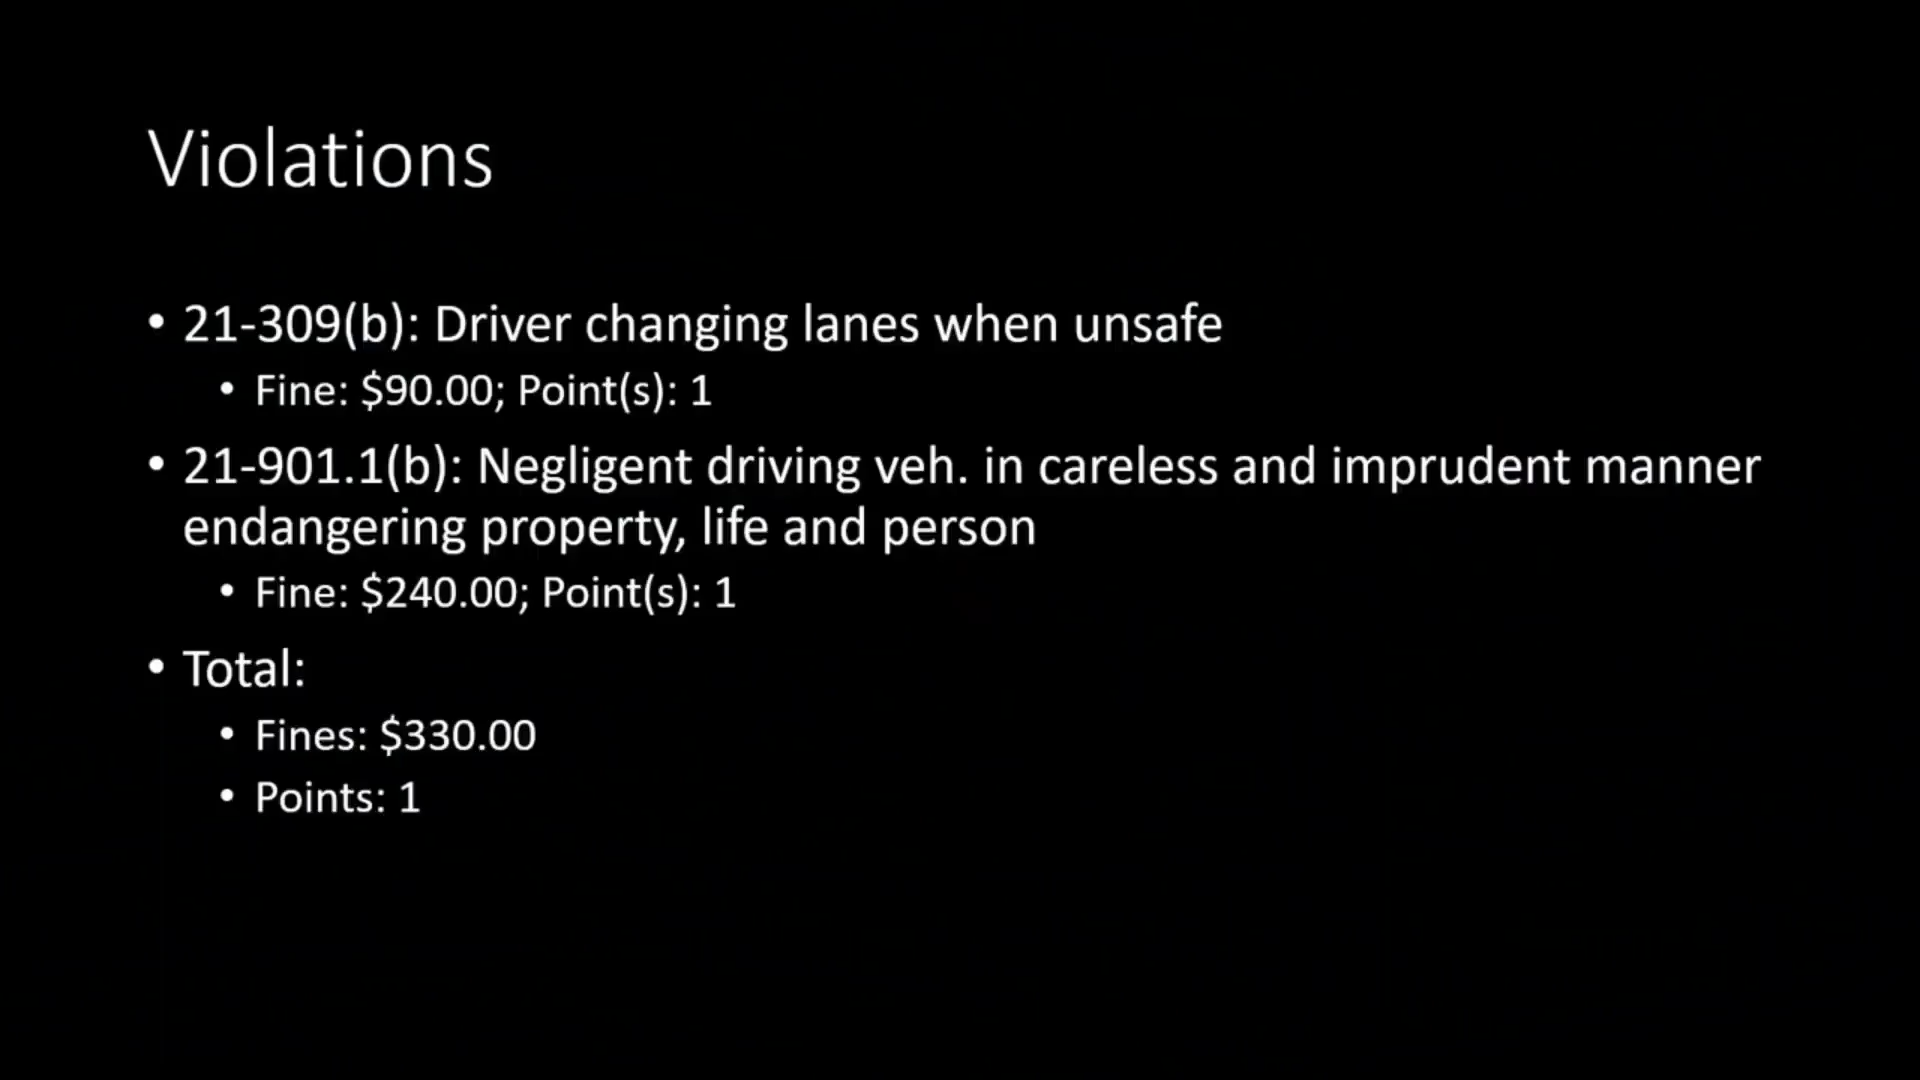 Violations
• 21-309(b): Driver changing lanes when unsafe
• Fine: $90.00; Point(s): 1
• 21-901.1(b): Negligent driving veh. in careless and imprudent manner
endangering property, life and person
• Fine: $240.00; Point(s): 1
• Total:
• Fines: $330.00
• Points: 1